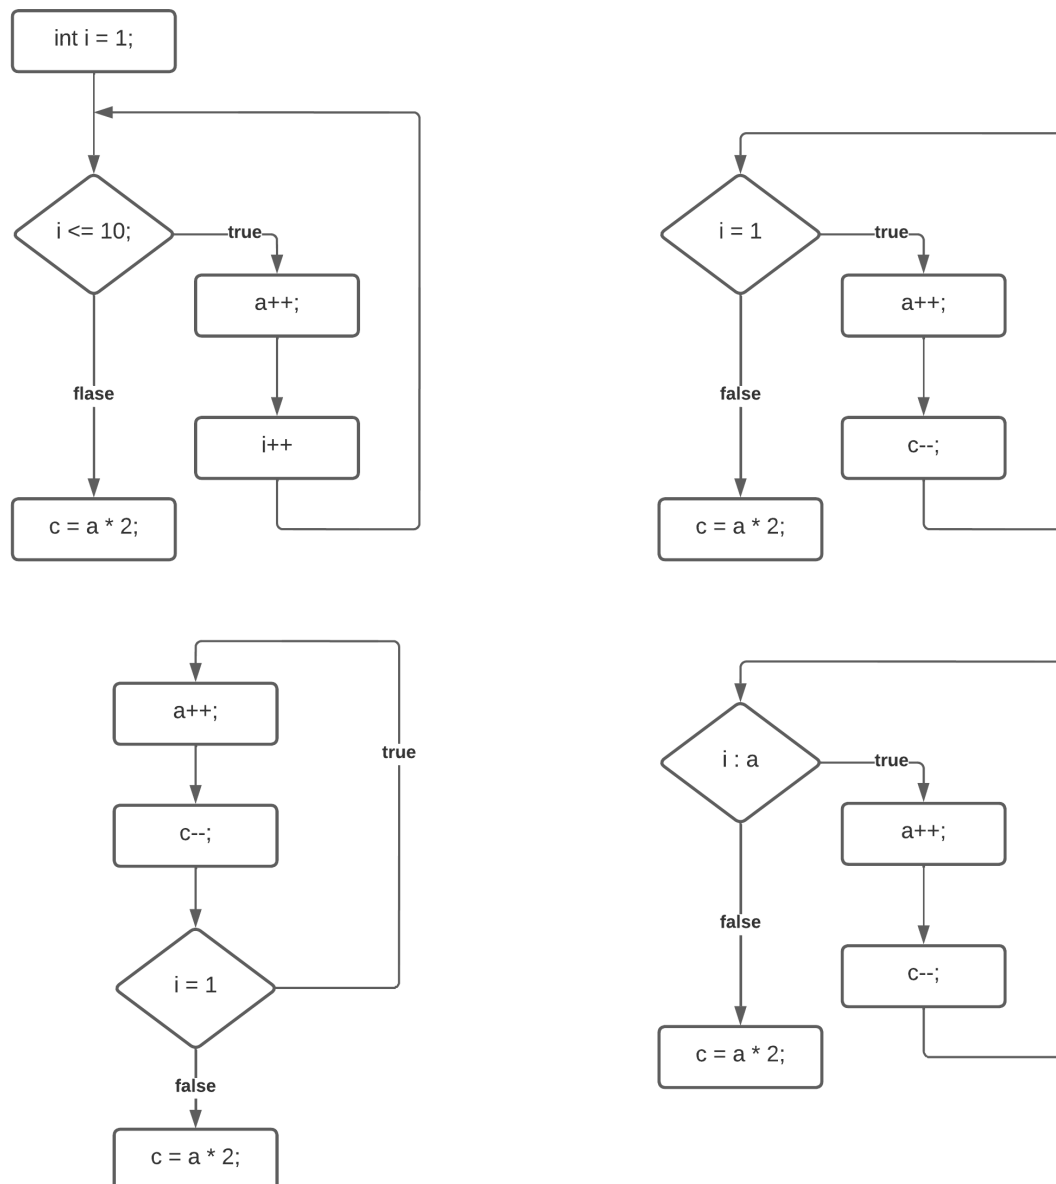 int i = 1;
i <= 10;
true
a++;
flase
i++
c = a * 2;
i = 1
true
a++;
false
c--;
c = a * 2;
a++;
true
c--;
i = 1
false
c = a * 2;
i : a
true
a++;
false
c--;
c = a * 2;